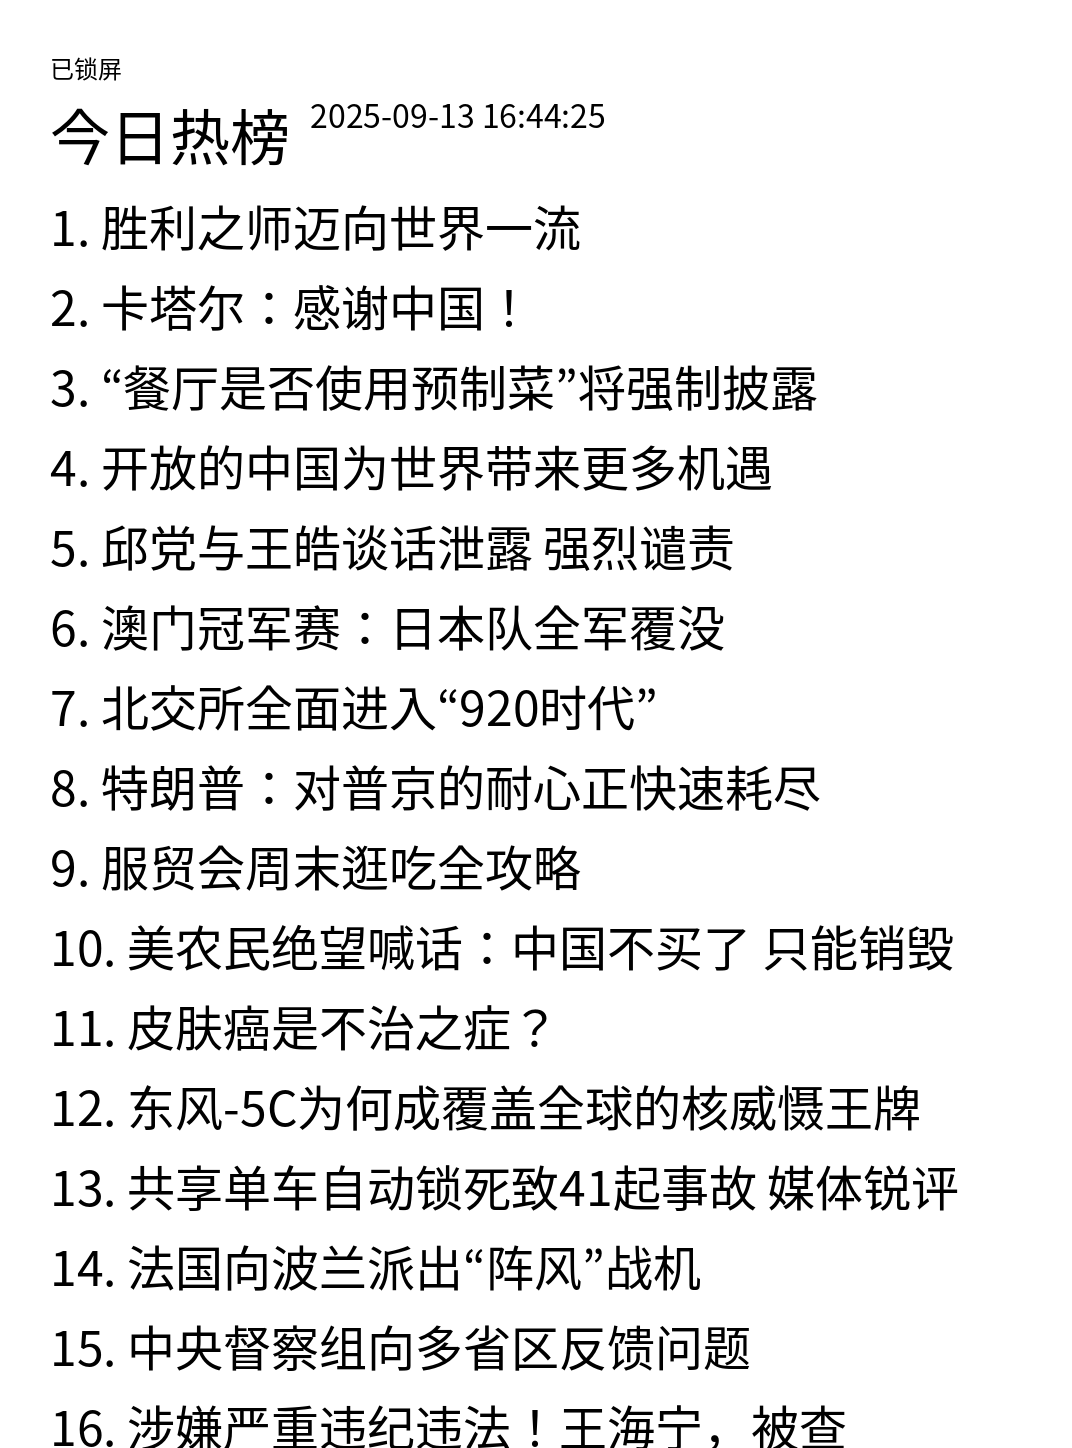 已锁屏
今日热榜 2025-09-13 16:44:25
1. 胜利之师迈向世界一流
2. 卡塔尔：感谢中国！
3. “餐厅是否使用预制菜”将强制披露
4. 开放的中国为世界带来更多机遇
5. 邱党与王皓谈话泄露 强烈谴责
6. 澳门冠军赛：日本队全军覆没
7. 北交所全面进入“920时代”
8. 特朗普：对普京的耐心正快速耗尽
9. 服贸会周末逛吃全攻略
10. 美农民绝望喊话：中国不买了 只能销毁
11. 皮肤癌是不治之症？
12. 东风-5C为何成覆盖全球的核威慑王牌
13. 共享单车自动锁死致41起事故 媒体锐评
14. 法国向波兰派出“阵风”战机
15. 中央督察组向多省区反馈问题
16. 涉嫌严重违纪违法！王海宁，被查